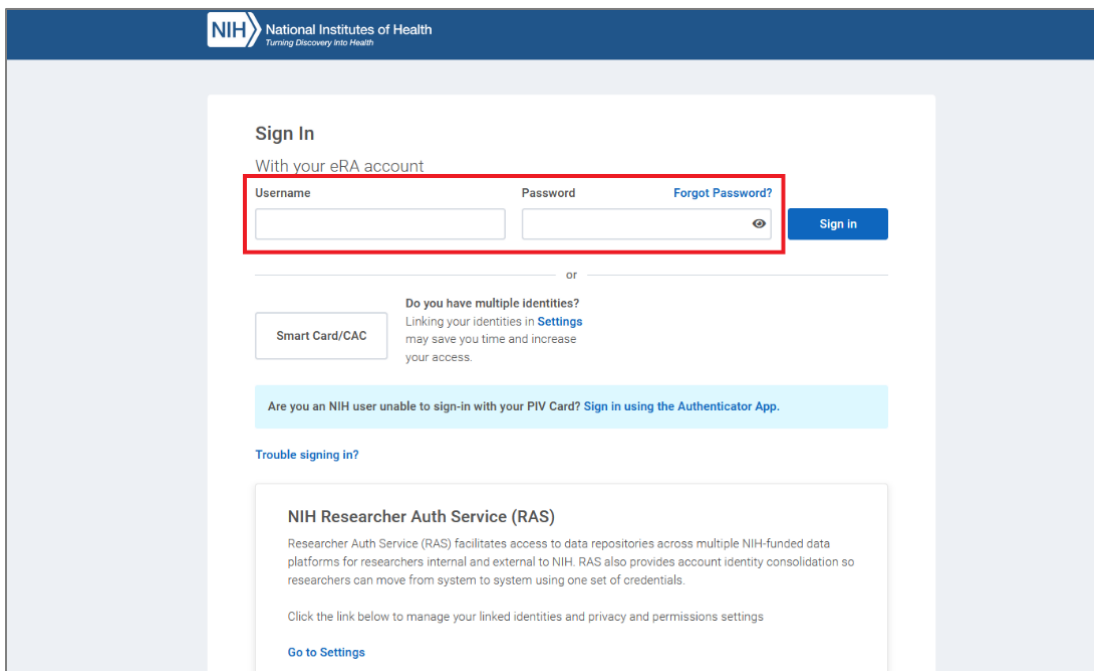 NIH National Institutes of Health
Turning Discovery Into Health
Sign In
With your eRA account
Username
Password
Forgot Password?
Sign in
or
Smart Card/CAC
Do you have multiple identities?
Linking your identities in Settings
may save you time and increase
your access.
Are you an NIH user unable to sign-in with your PIV Card? Sign in using the Authenticator App.
Trouble signing in?
NIH Researcher Auth Service (RAS)
Researcher Auth Service (RAS) facilitates access to data repositories across multiple NIH-funded data
platforms for researchers internal and external to NIH. RAS also provides account identity consolidation so
researchers can move from system to system using one set of credentials.
Click the link below to manage your linked identities and privacy and permissions settings
Go to Settings